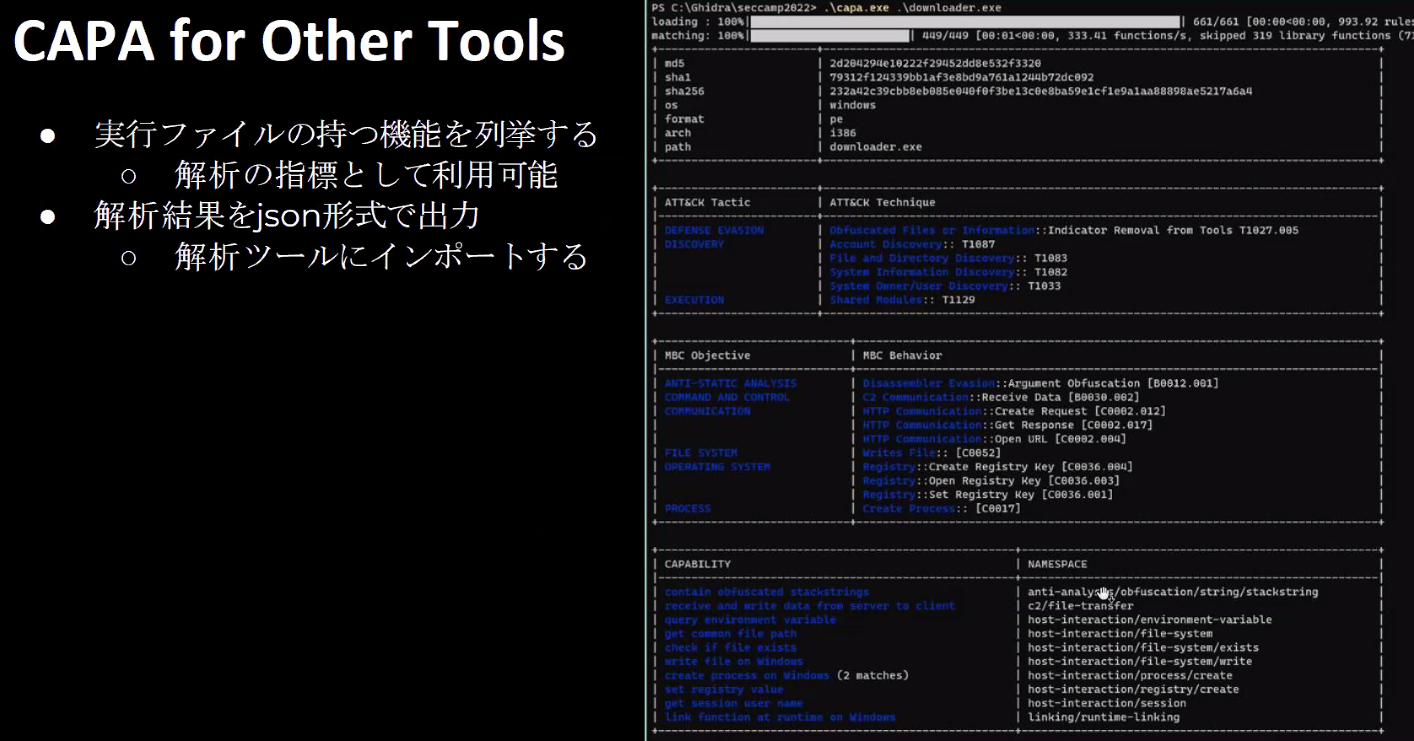 CAPA for Other Tools
● 実行ファイルの持つ機能を列挙する
○ 解析の指標として利用可能
● 解析結果をjson形式で出力
○ 解析ツールにインポートする
PS C:\Ghidra\seccamp2022> .\capa.exe .\downloader.exe
loading : 100%| | 661/661 [00:00<00:00, 993.92 rules
matching: 100%| | 449/449 [00:01<00:00, 333.41 functions/s, skipped 319 library functions
| md5 | 2d204294e10222f29452dd8e532f3320 |
| sha1 | 79312f124339bb1af3e8bd9a761a1244b72dc092 |
| sha256 | 232a42c39cbb8eb085e040f0f3be13c0e8ba59e1cf1e9a1aa88898ae5217a6a4 |
| os | windows |
| format | pe |
| arch | i386 |
| path | downloader.exe |
| ATT&CK Tactic | ATT&CK Technique |
| DEFENSE EVASION | Obfuscated Files or Information::Indicator Removal from Tools T1027.005 |
| DISCOVERY | Account Discovery:: T1087 |
| | File and Directory Discovery:: T1083 |
| | System Information Discovery:: T1082 |
| | System Owner/User Discovery:: T1033 |
| EXECUTION | Shared Modules:: T1129 |
| MBC Objective | MBC Behavior |
| ANTI-STATIC ANALYSIS | Disassembler Evasion::Argument Obfuscation [B0012.001] |
| COMMAND AND CONTROL | C2 Communication::Receive Data [B0030.002] |
| COMMUNICATION | HTTP Communication::Create Request [C0002.012] |
| | HTTP Communication::Get Response [C0002.017] |
| | HTTP Communication::Open URL [C0002.004] |
| FILE SYSTEM | Writes File:: [C0052] |
| OPERATING SYSTEM | Registry::Create Registry Key [C0036.004] |
| | Registry::Open Registry Key [C0036.003] |
| | Registry::Set Registry Key [C0036.001] |
| PROCESS | Create Process:: [C0017] |
| CAPABILITY | NAMESPACE |
| contain obfuscated stackstrings | anti-analysis/obfuscation/string/stackstring |
| receive and write data from server to client | c2/file-transfer |
| query environment variable | host-interaction/environment-variable |
| get common file path | host-interaction/file-system |
| check if file exists | host-interaction/file-system/exists |
| write file on Windows | host-interaction/file-system/write |
| create process on Windows (2 matches) | host-interaction/process/create |
| set registry value | host-interaction/registry/create |
| get session user name | host-interaction/session |
| link function at runtime on Windows | linking/runtime-linking |